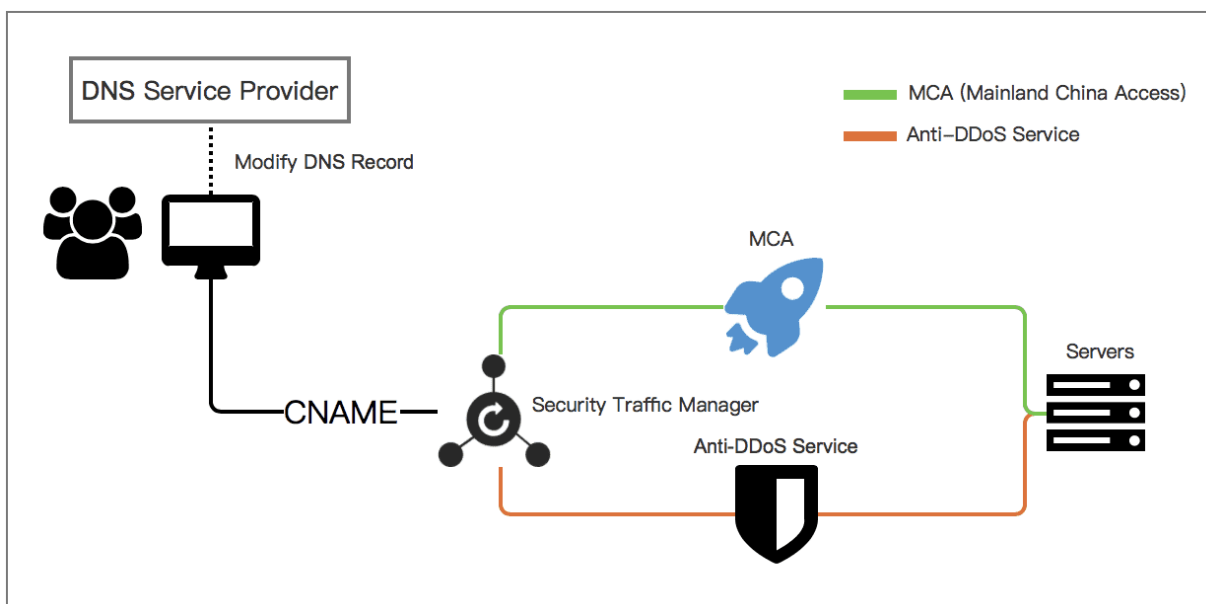 DNS Service Provider
Modify DNS Record
MCA (Mainland China Access)
Anti–DDoS Service
MCA
Servers
CNAME
Security Traffic Manager
Anti-DDoS Service